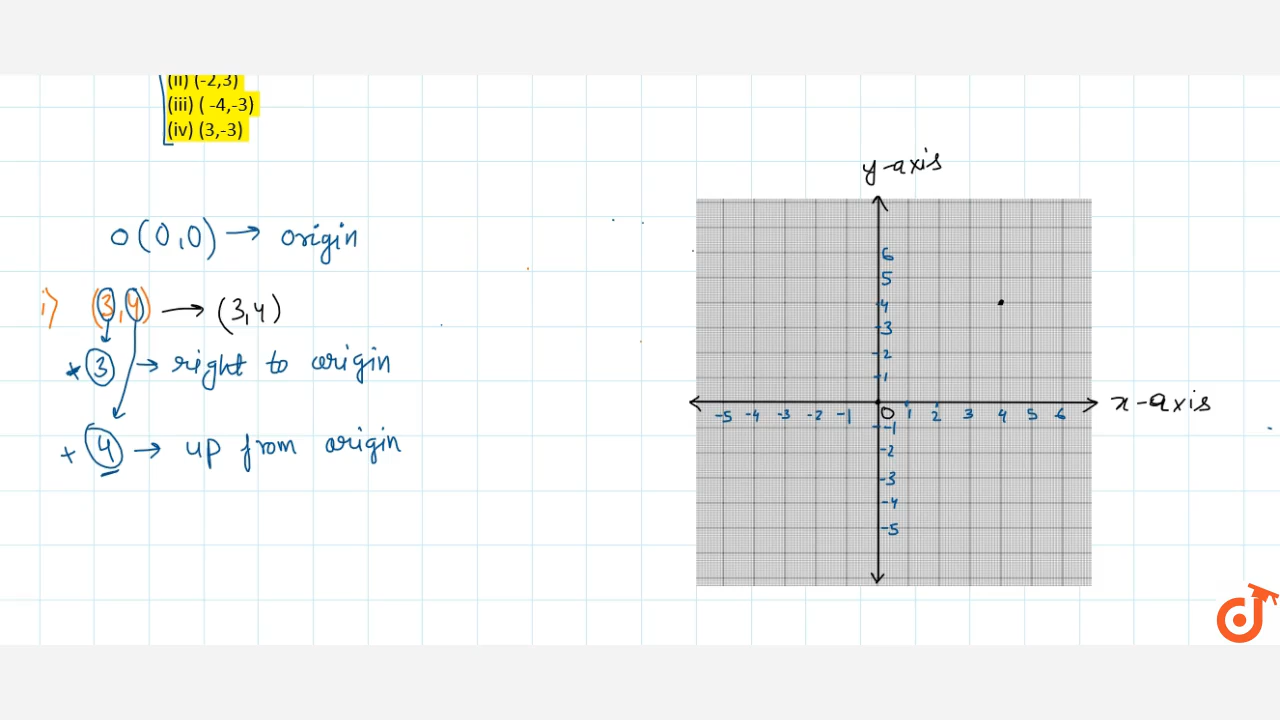 (ii) (-2,3)
(iii) ( -4,-3)
(iv) (3,-3)
O(0,0) → origin
i) (3,4) → (3,4)
* 3 → right to origin
+ 4 → up from origin
y-axis
6
5
4
3
2
1
-5 -4 -3 -2 -1 0 1 2 3 4 5 6
x-axis
-1
-2
-3
-4
-5